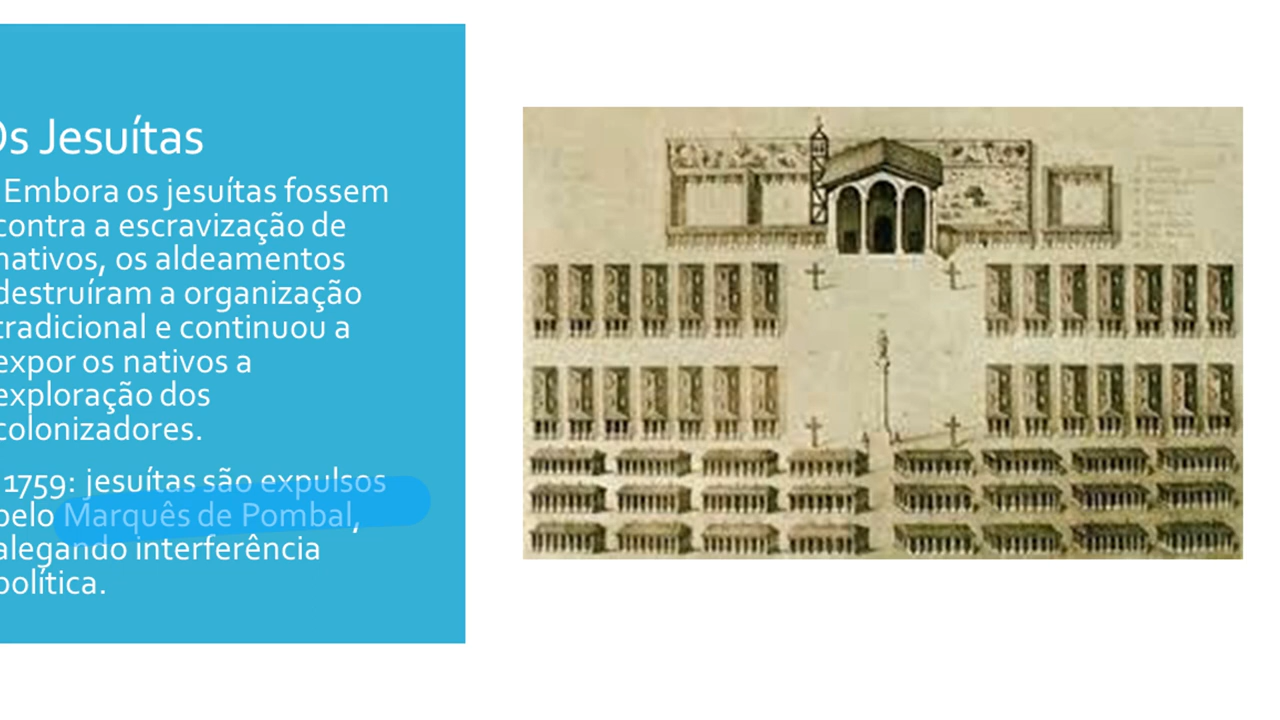 Os Jesuítas
Embora os jesuítas fossem
contra a escravização de
nativos, os aldeamentos
destruíram a organização
tradicional e continuou a
expor os nativos a
exploração dos
colonizadores.
1759: jesuítas são expulsos
pelo Marquês de Pombal,
alegando interferência
política.